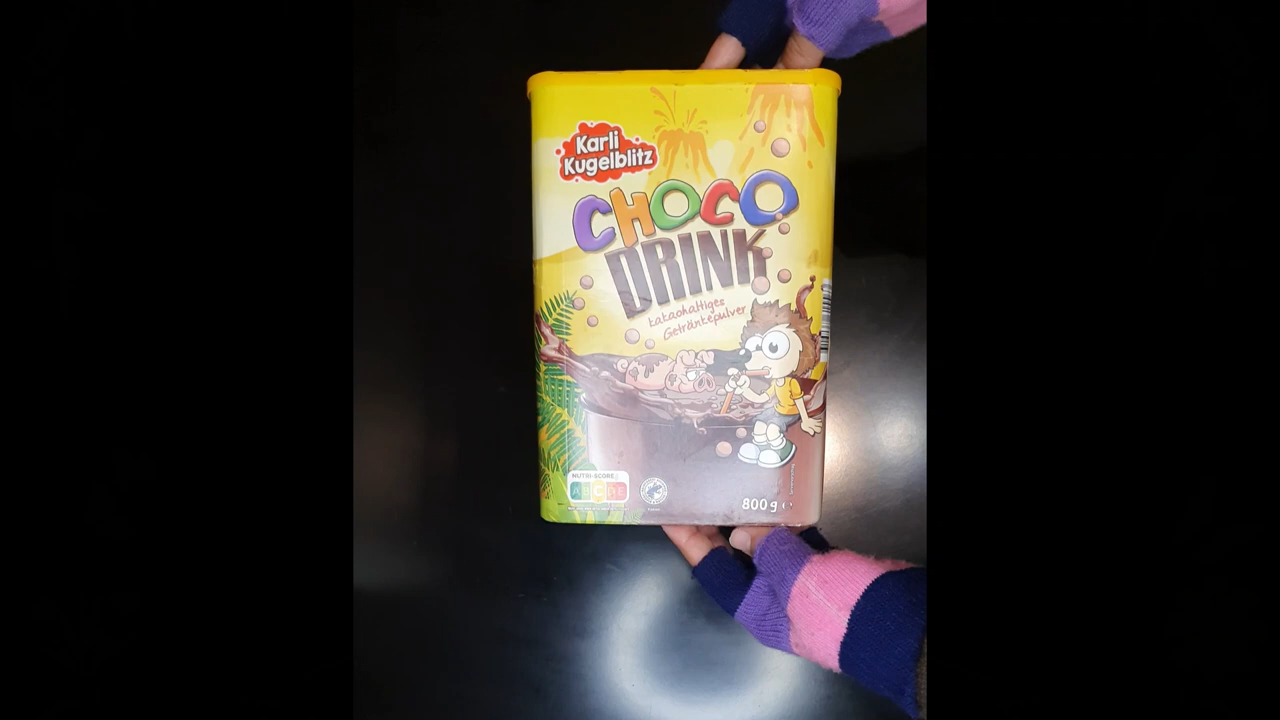 Karli
Kugelblitz
CHOCO
DRINK
kakaohaltiges
Getränkepulver
NUTRI-SCORE
A B C D E
800 g